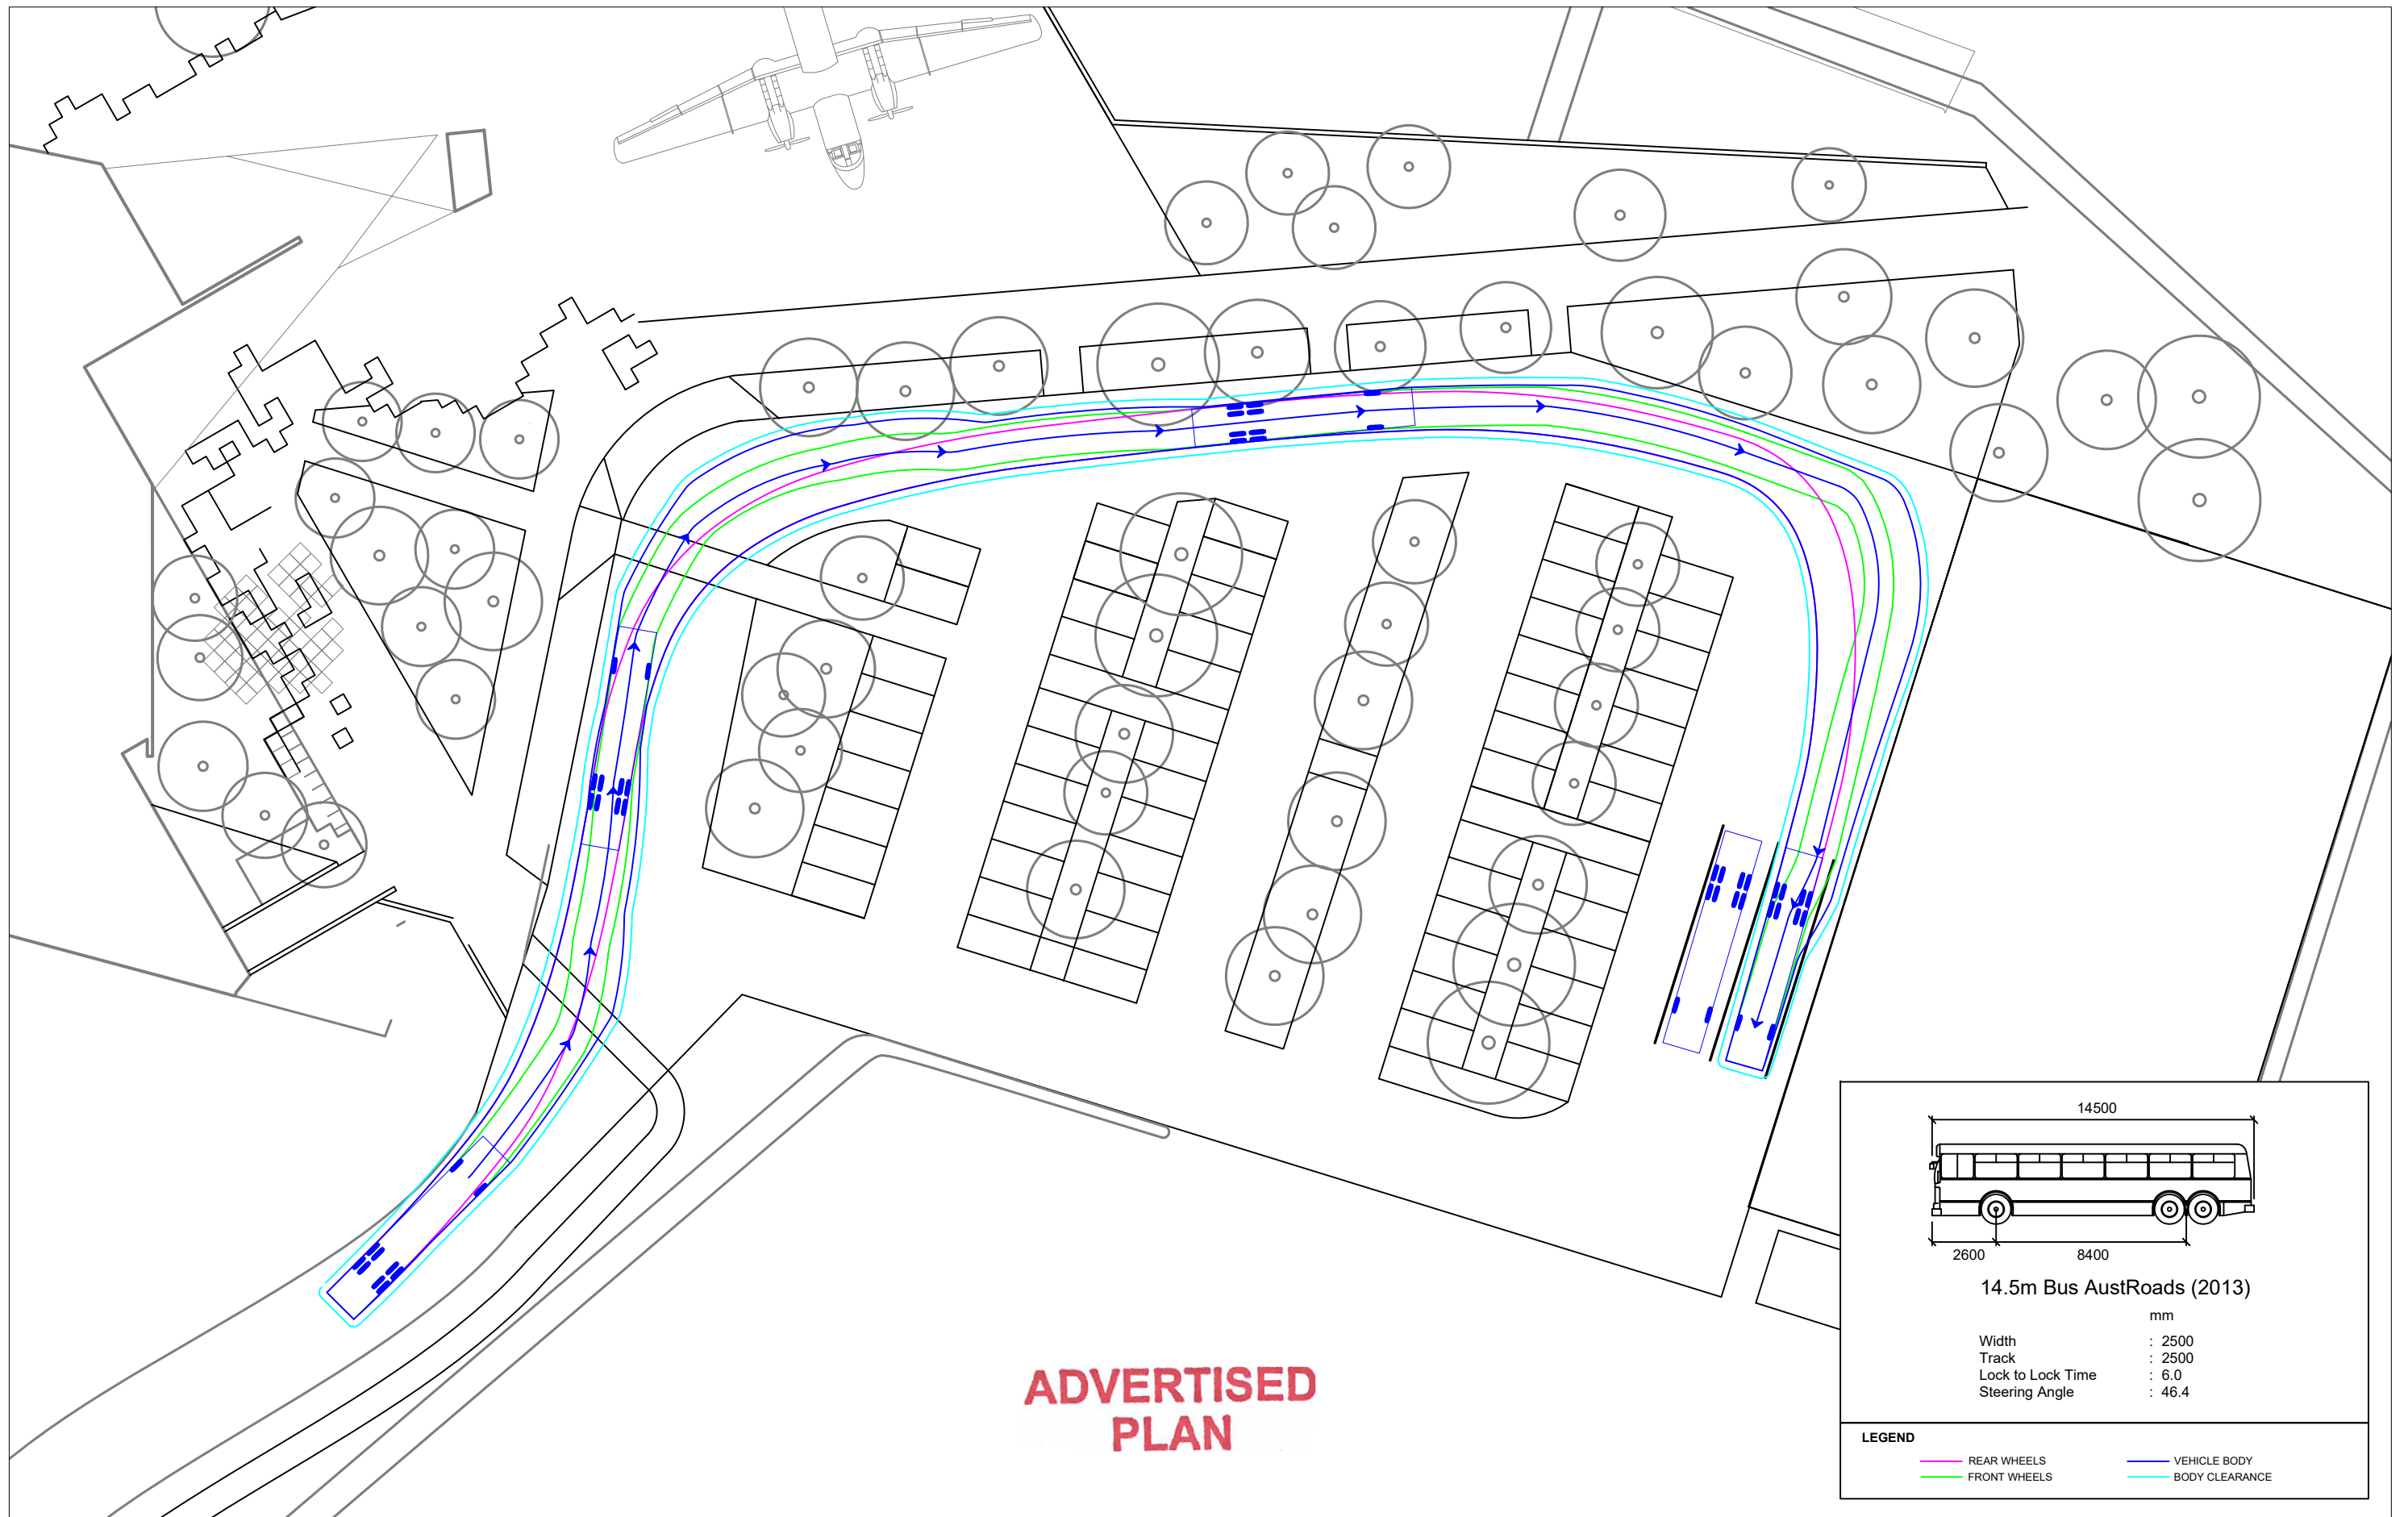 14500
2600
8400
14.5m Bus AustRoads (2013)
mm
Width : 2500
Track : 2500
Lock to Lock Time : 6.0
Steering Angle : 46.4
LEGEND
REAR WHEELS
VEHICLE BODY
FRONT WHEELS
BODY CLEARANCE
ADVERTISED
PLAN